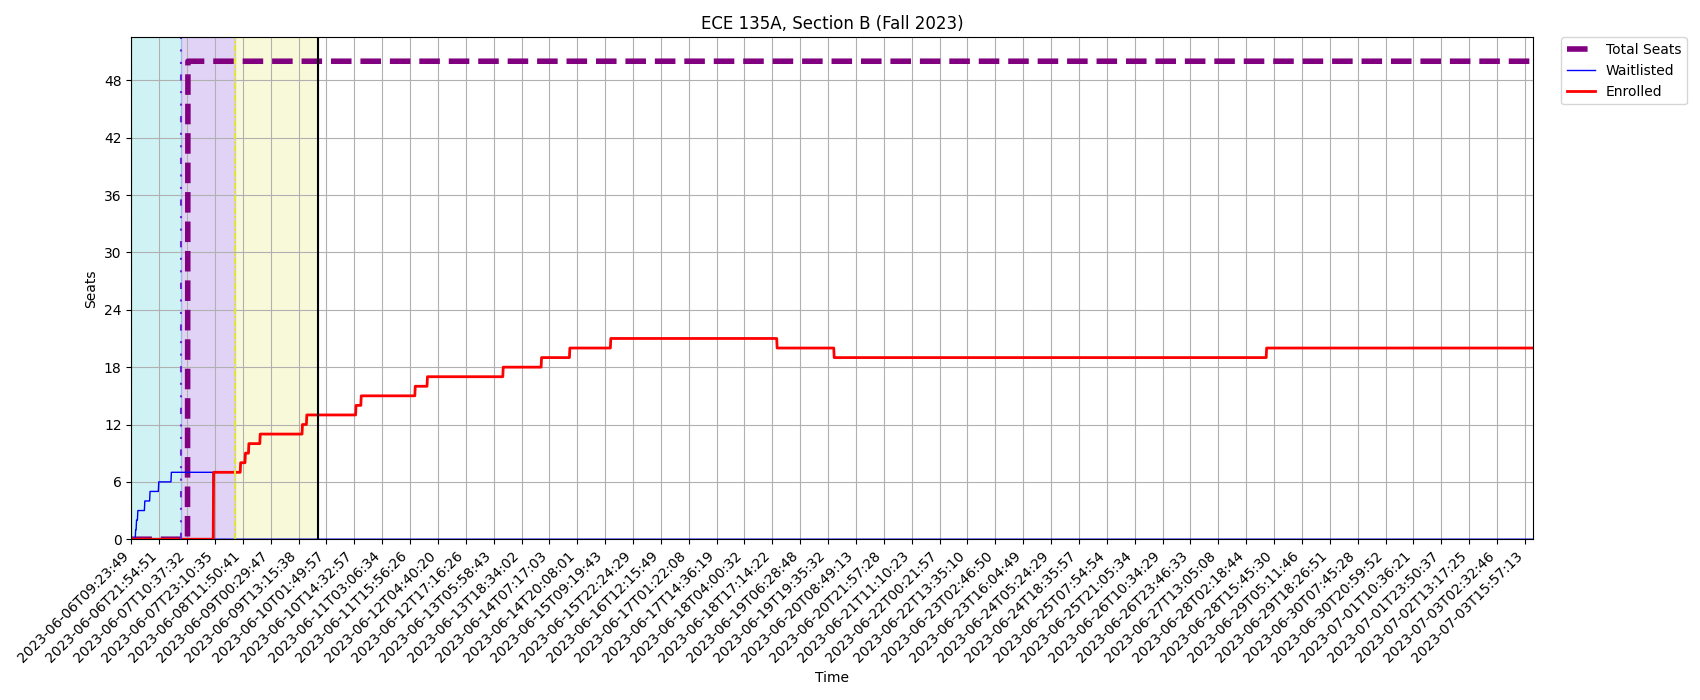 ECE 135A, Section B (Fall 2023)
Total Seats
Waitlisted
Enrolled
48
42
36
30
24
18
12
6
0
Seats
2023-06-06T09:23:49
2023-06-06T21:54:51
2023-06-07T10:37:32
2023-06-07T23:10:35
2023-06-08T11:50:41
2023-06-09T00:29:47
2023-06-09T13:15:38
2023-06-10T01:49:57
2023-06-10T14:32:57
2023-06-11T03:06:34
2023-06-11T15:56:26
2023-06-12T04:40:20
2023-06-12T17:16:26
2023-06-13T05:58:43
2023-06-13T18:34:02
2023-06-14T07:17:03
2023-06-14T20:08:01
2023-06-15T09:19:43
2023-06-15T22:24:29
2023-06-16T12:15:49
2023-06-17T01:22:08
2023-06-17T14:36:19
2023-06-18T04:00:32
2023-06-18T17:14:22
2023-06-19T06:28:48
2023-06-19T19:35:32
2023-06-20T08:49:13
2023-06-20T21:57:28
2023-06-21T11:10:23
2023-06-22T00:21:57
2023-06-22T13:35:10
2023-06-23T02:46:50
2023-06-23T16:04:49
2023-06-24T05:24:29
2023-06-24T18:35:57
2023-06-25T07:54:54
2023-06-25T21:05:34
2023-06-26T10:34:29
2023-06-26T23:46:33
2023-06-27T13:05:08
2023-06-28T02:18:44
2023-06-28T15:45:30
2023-06-29T05:11:46
2023-06-29T18:26:51
2023-06-30T07:45:28
2023-06-30T20:59:52
2023-07-01T10:36:21
2023-07-01T23:50:37
2023-07-02T13:17:25
2023-07-03T02:32:46
2023-07-03T15:57:13
Time